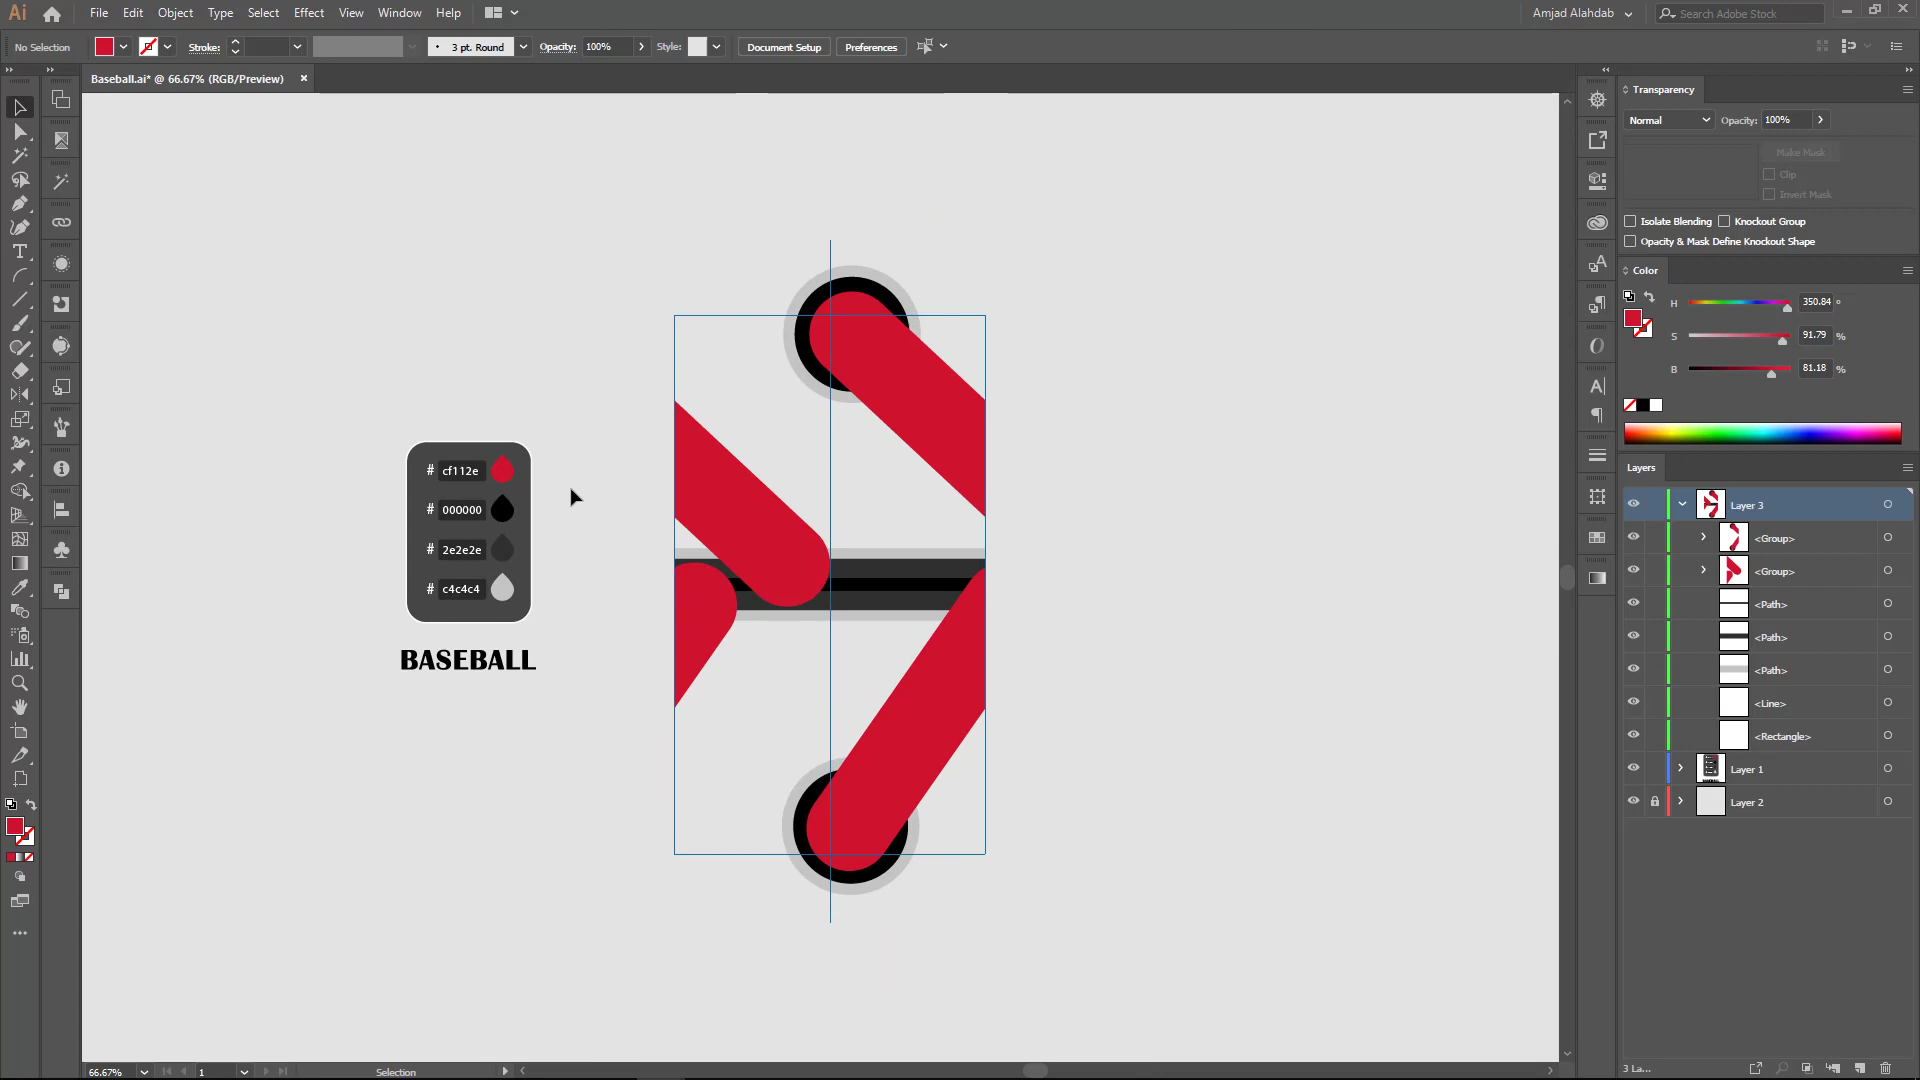 Ai File Edit Object Type Select Effect View Window Help Amjad Alahdab Search Adobe Stock
No Selection Stroke: 3 pt. Round Opacity: 100% Style: Document Setup Preferences
Baseball.ai* @ 66.67% (RGB/Preview)
Transparency
Normal Opacity: 100%
Make Mask
Clip
Invert Mask
Isolate Blending Knockout Group
Opacity & Mask Define Knockout Shape
Color
H 350.84 °
S 91.79 %
B 81.18 %
# cf112e
# 000000
# 2e2e2e
# c4c4c4
BASEBALL
Layers
Layer 3
<Group>
<Group>
<Path>
<Path>
<Path>
<Line>
<Rectangle>
Layer 1
Layer 2
66.67% 1 Selection
3 La...